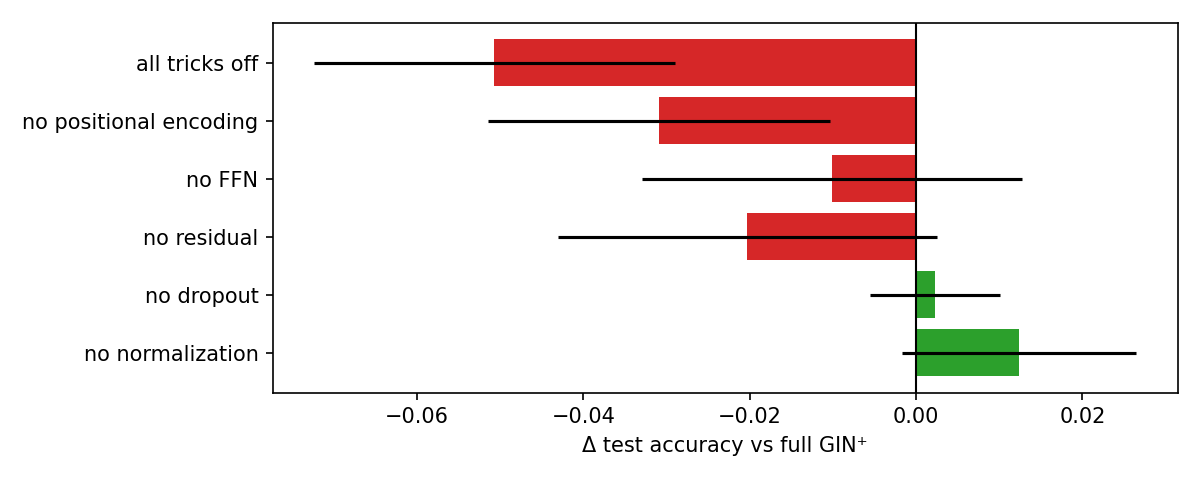 all tricks off
no positional encoding
no FFN
no residual
no dropout
no normalization
−0.06 −0.04 −0.02 0.00 0.02
Δ test accuracy vs full GIN⁺